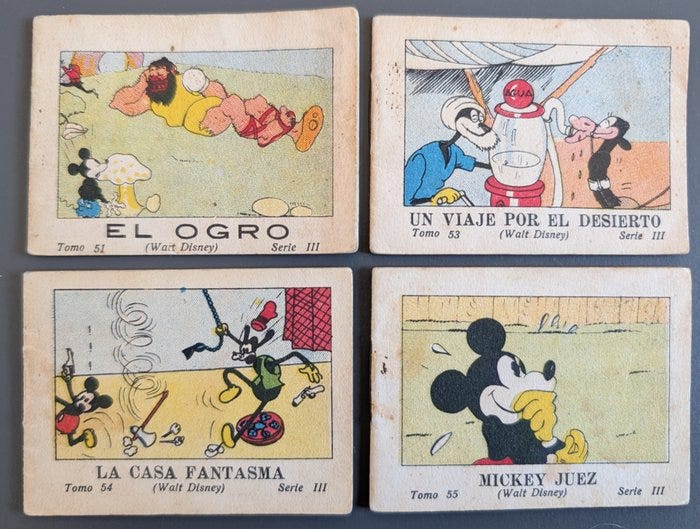 EL OGRO
Tomo 51 (Walt Disney) Serie III
AGUA
UN VIAJE POR EL DESIERTO
Tomo 53 (Walt Disney) Serie III
LA CASA FANTASMA
Tomo 54 (Walt Disney) Serie III
MICKEY JUEZ
Tomo 55 (Walt Disney) Serie III